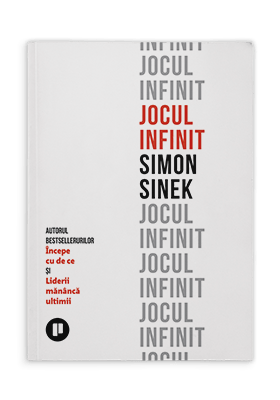 INFINIT
JOCUL
INFINIT
JOCUL
INFINIT
SIMON
SINEK
JOCUL
INFINIT
JOCUL
INFINIT
JOCUL
INFINIT
JOCUL
AUTORUL
BESTSELLERURILOR
Începe
cu de ce
ȘI
Liderii
mănâncă
ultimii